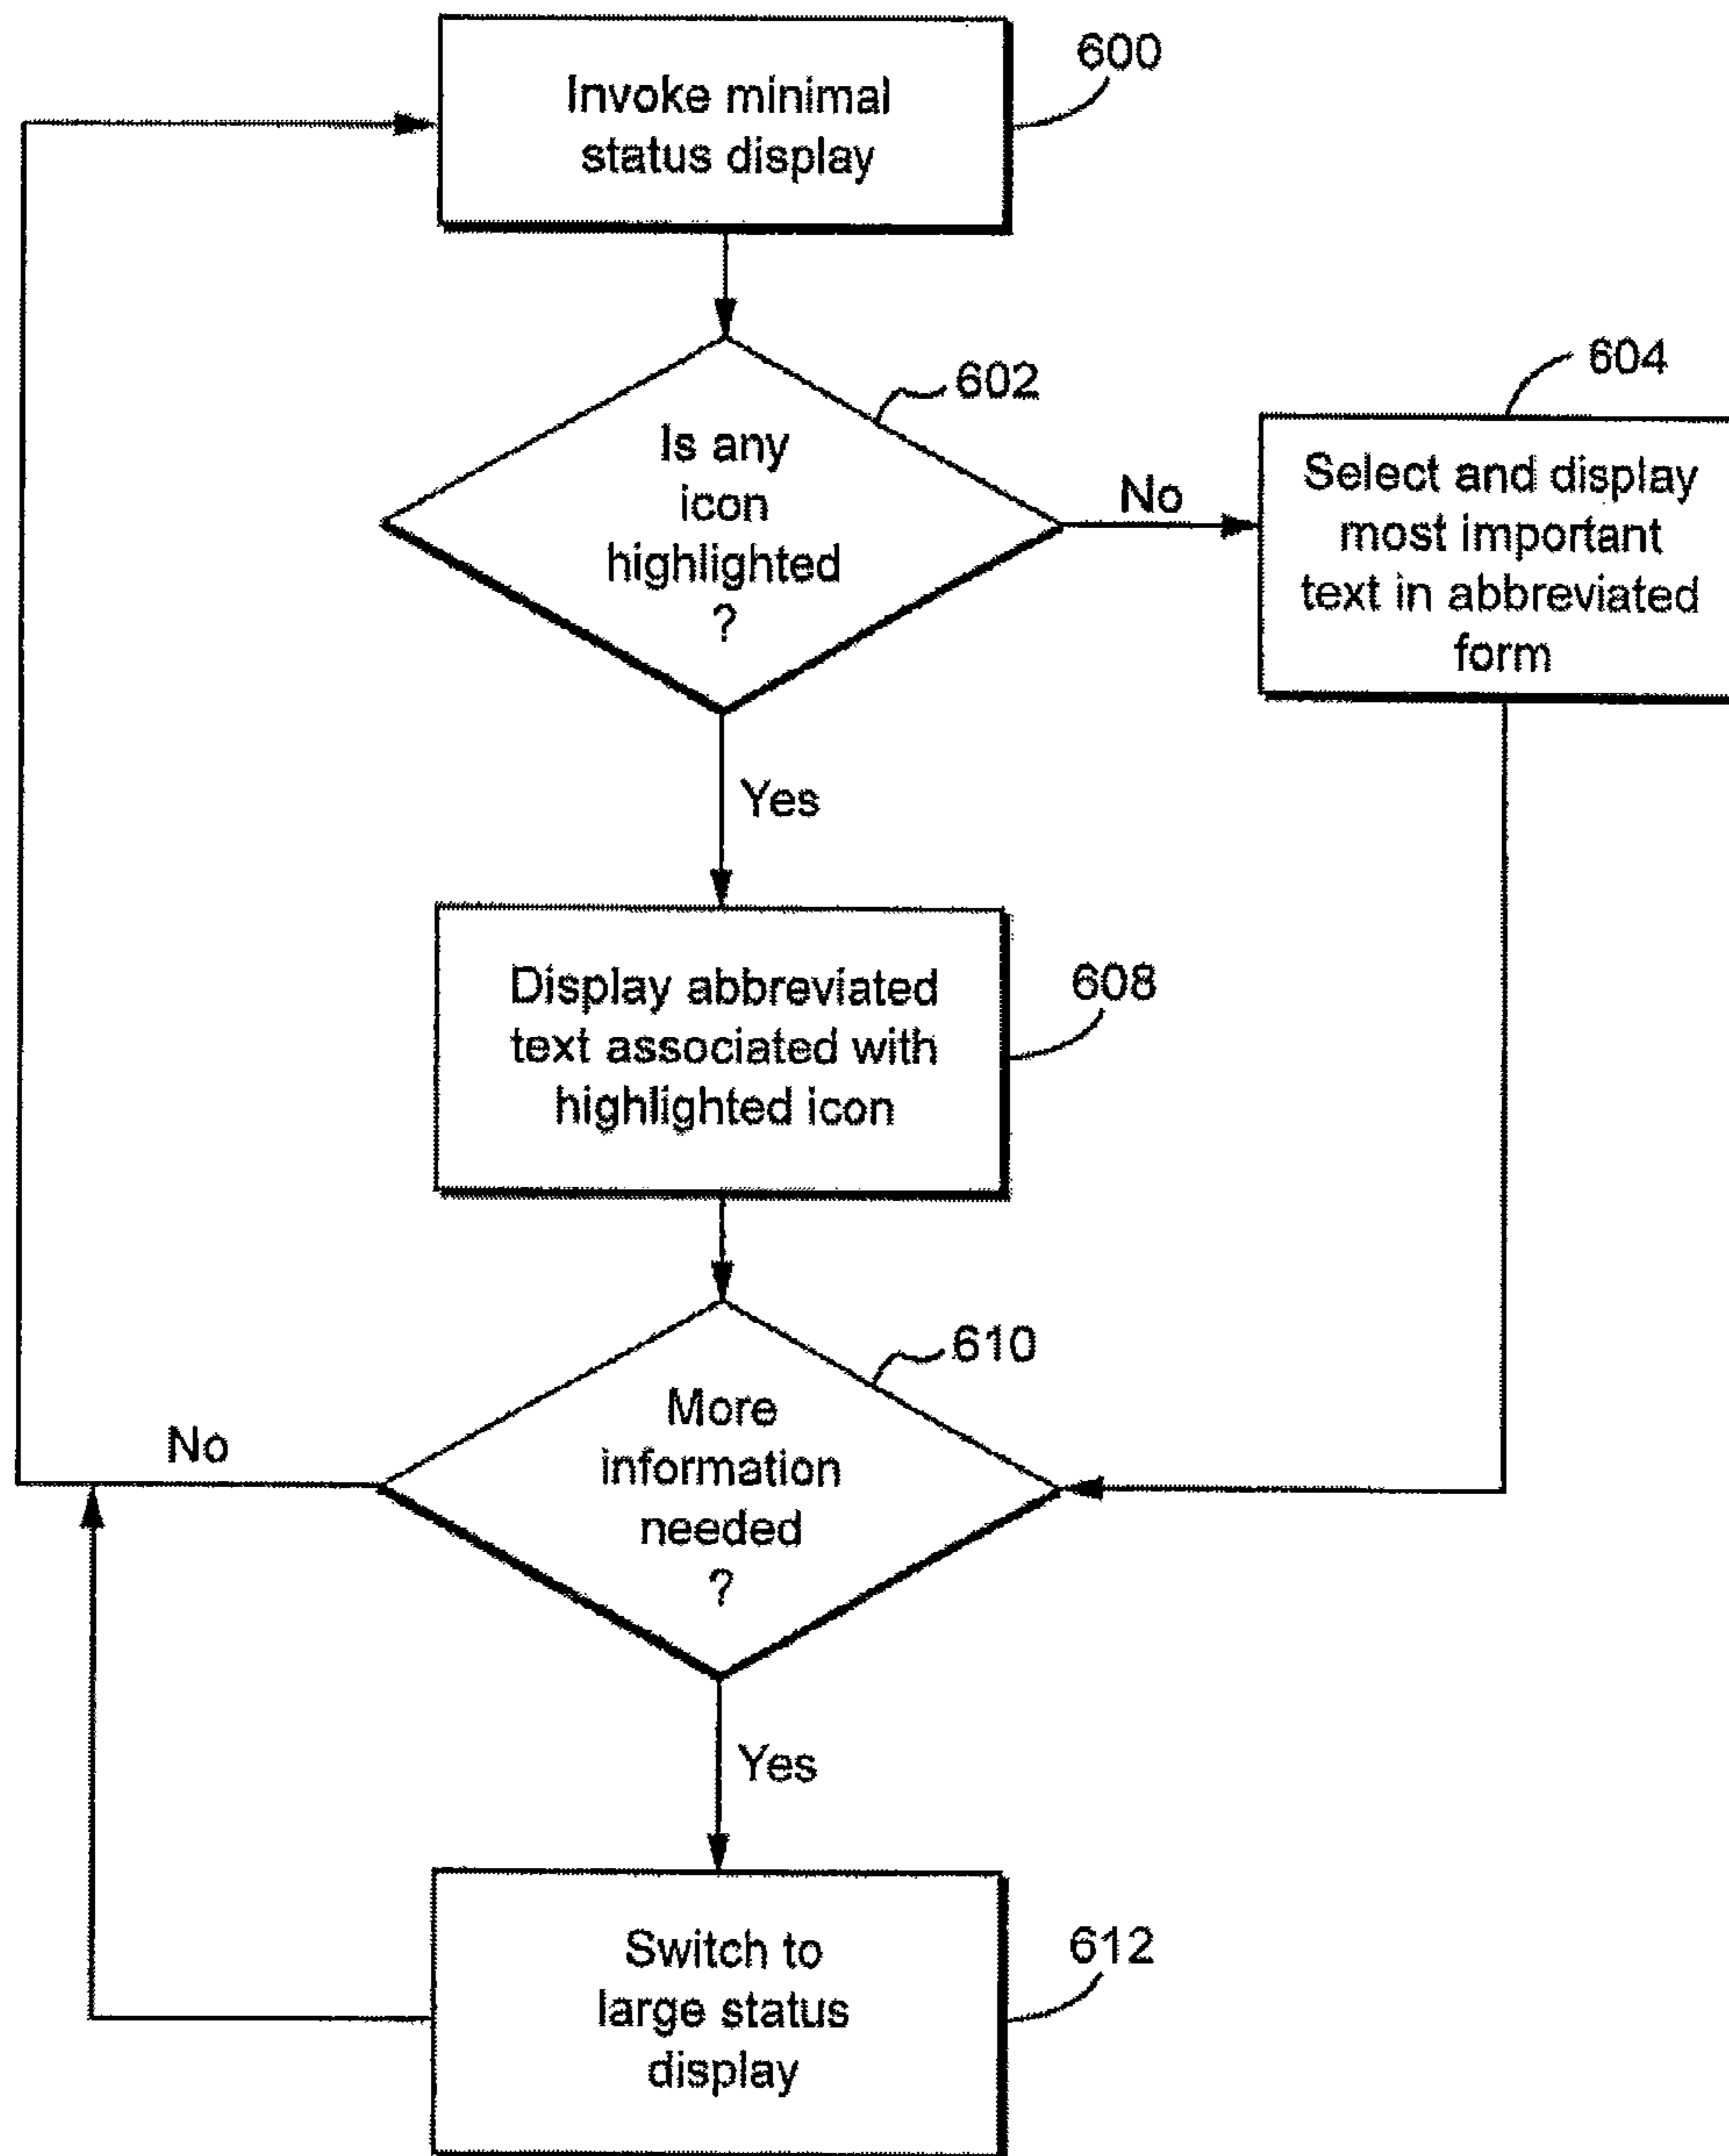 600
Invoke minimal
status display
602
Is any
icon
highlighted
?
No
604
Select and display
most important
text in abbreviated
form
Yes
608
Display abbreviated
text associated with
highlighted icon
610
More
information
needed
?
No
Yes
612
Switch to
large status
display